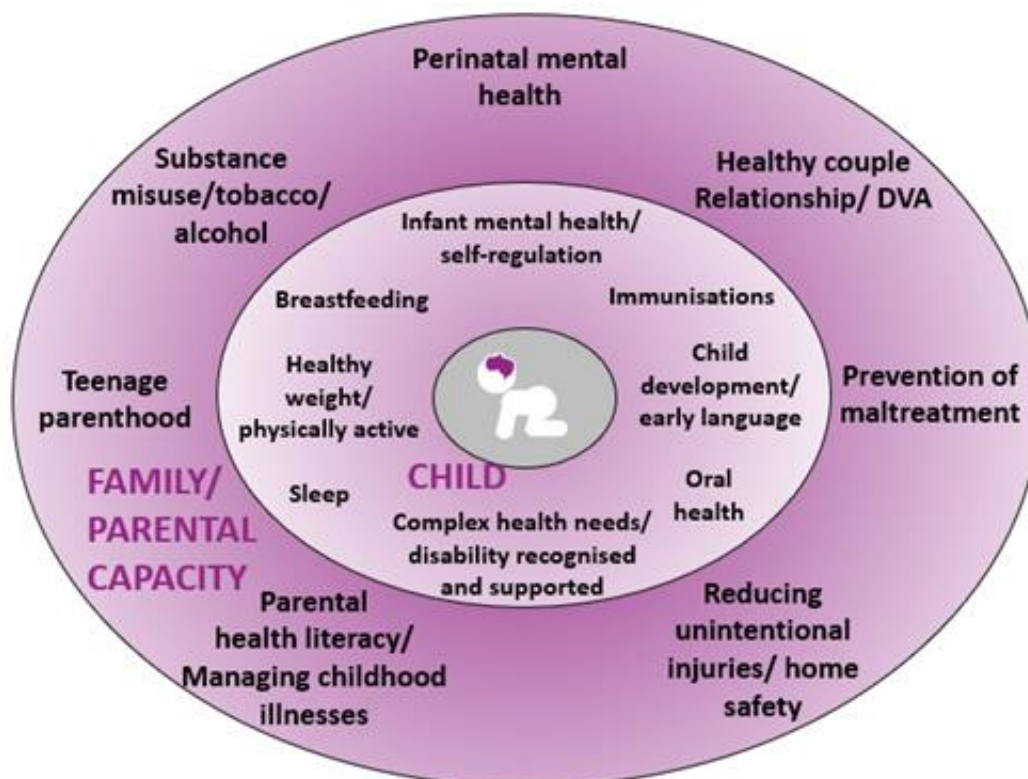 Perinatal mental
health
Substance
misuse/tobacco/
alcohol
Healthy couple
Relationship/ DVA
Infant mental health/
self-regulation
Breastfeeding
Immunisations
Healthy
weight/
physically active
Child
development/
early language
Teenage
parenthood
Prevention of
maltreatment
FAMILY/
PARENTAL
CAPACITY
CHILD
Sleep
Oral
health
Complex health needs/
disability recognised
and supported
Parental
health literacy/
Managing childhood
illnesses
Reducing
unintentional
injuries/ home
safety